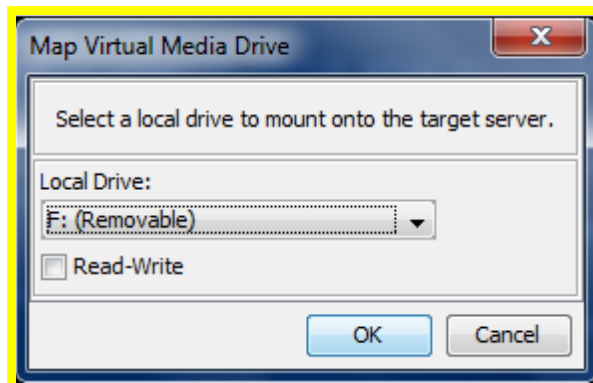 Map Virtual Media Drive
Select a local drive to mount onto the target server.
Local Drive:
F: (Removable)
Read-Write
OK Cancel